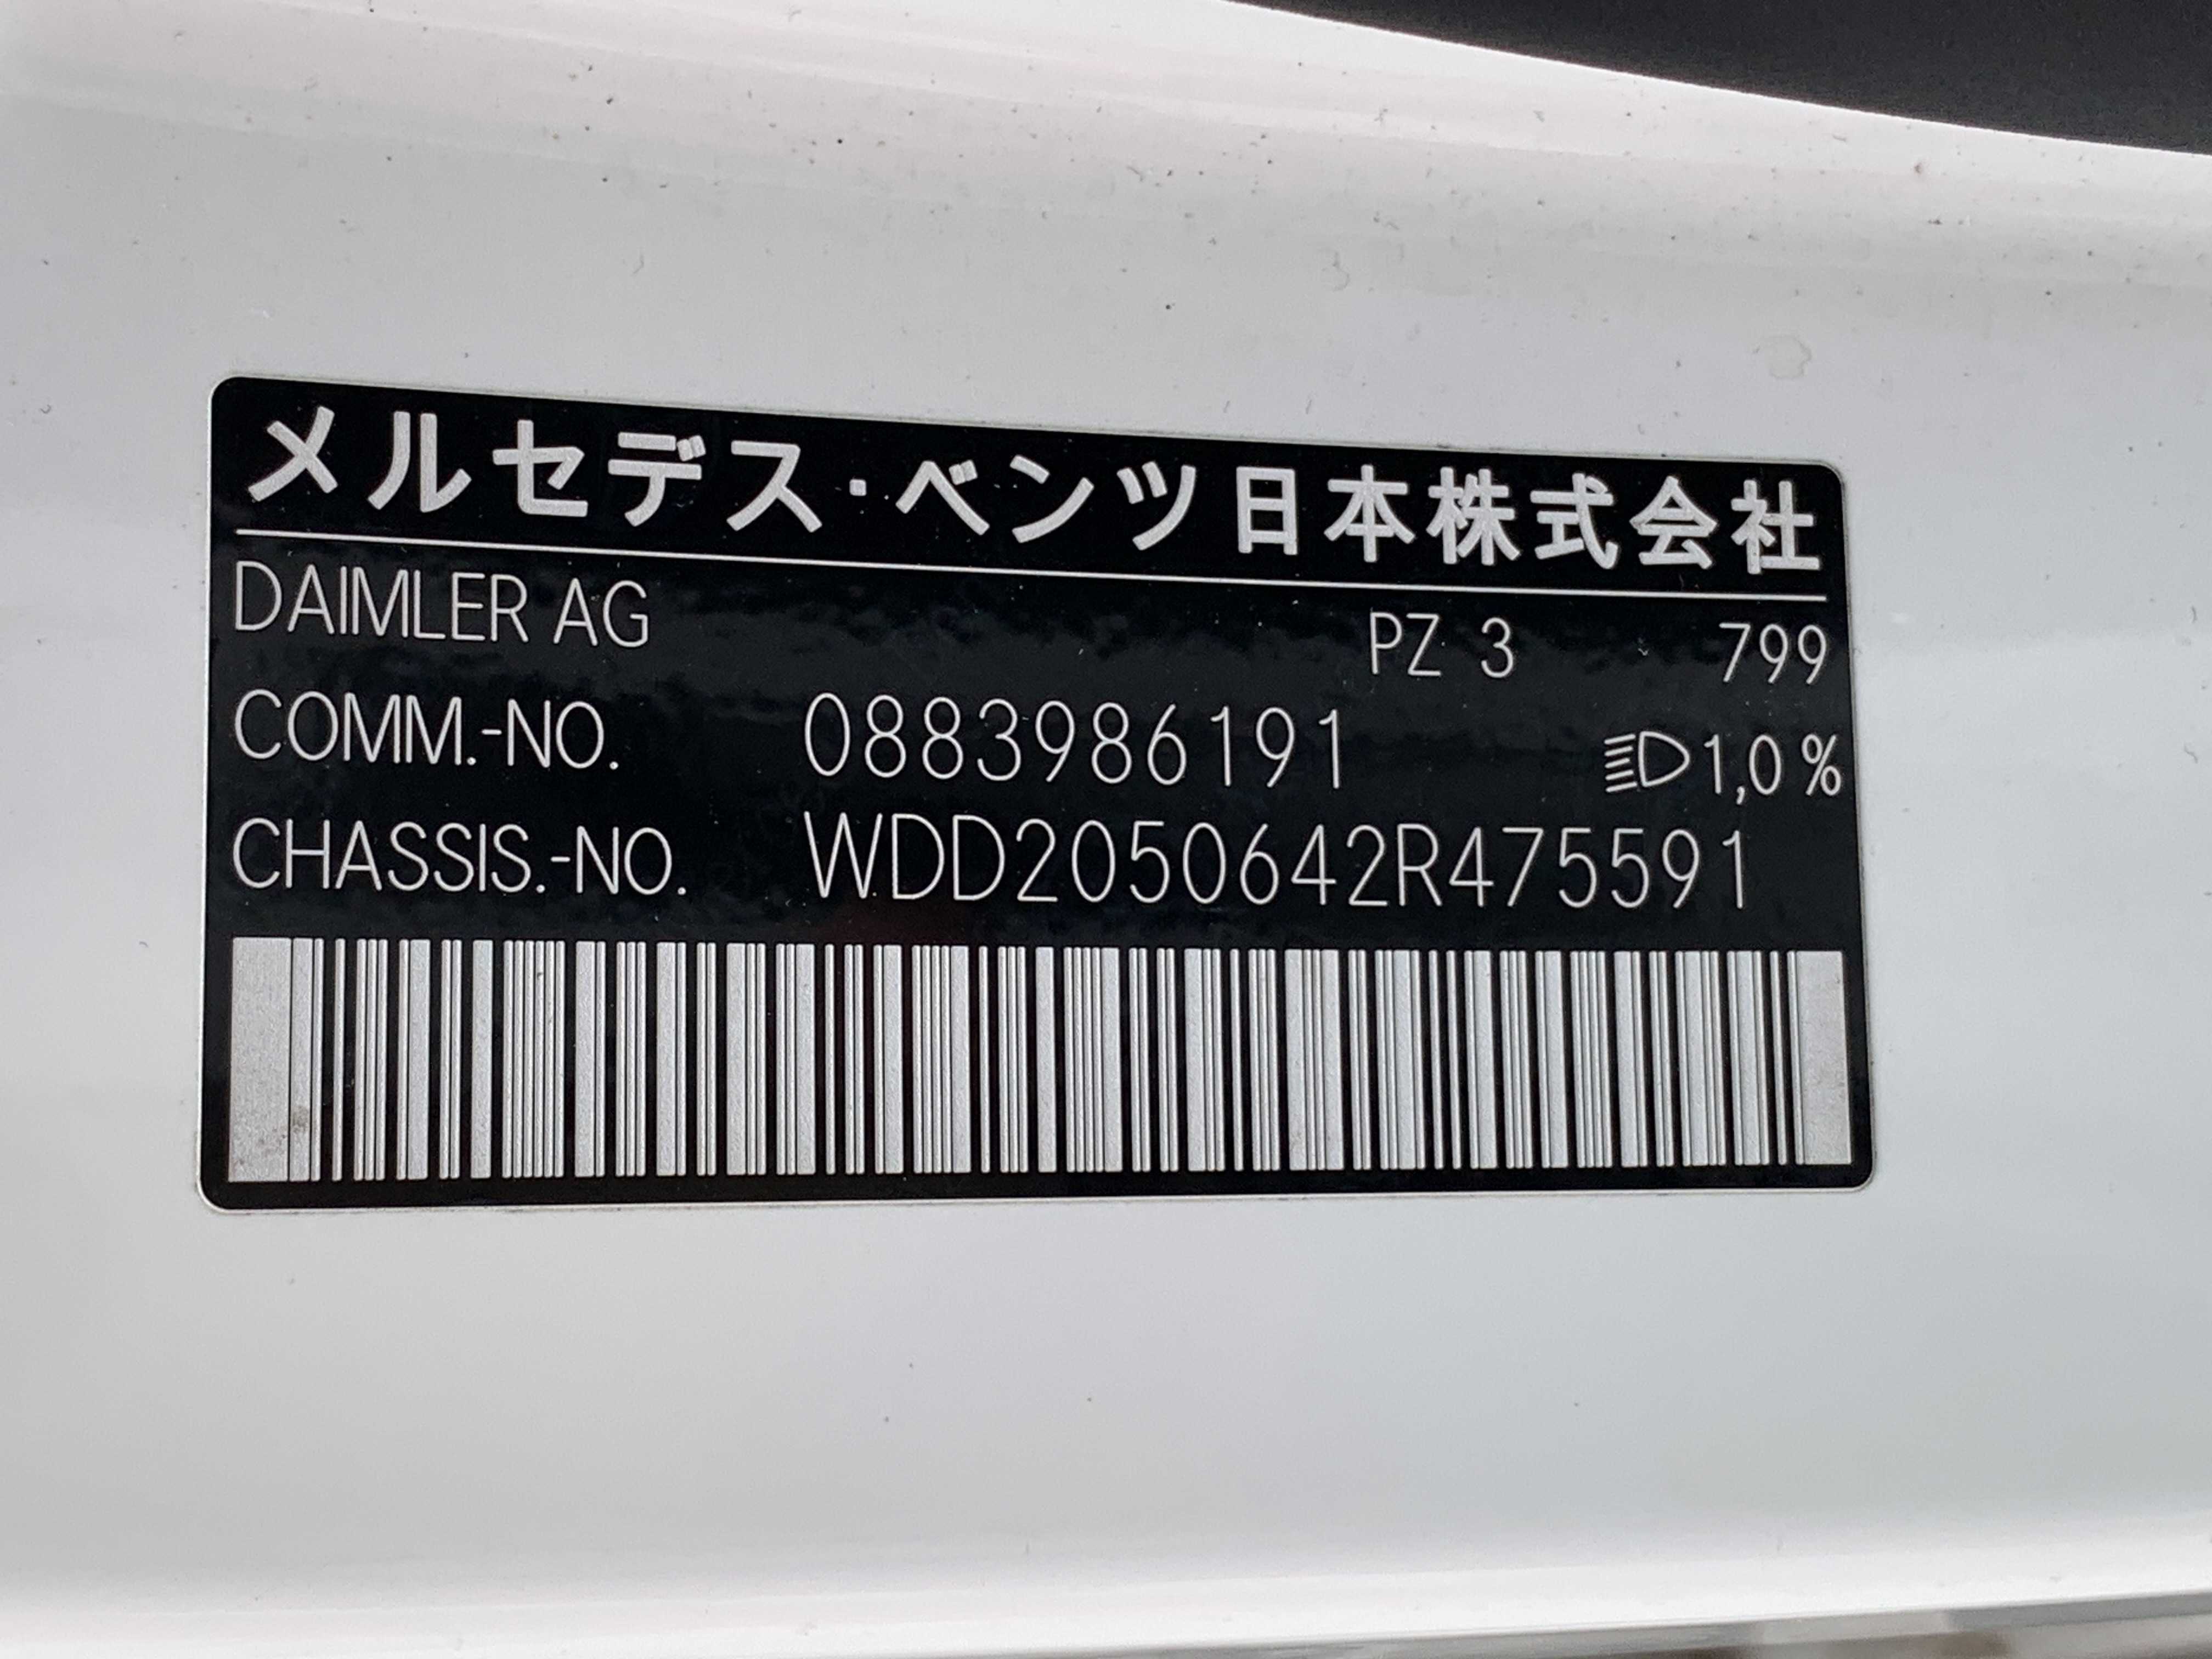 メルセデス・ベンツ日本株式会社
DAIMLER AG PZ 3 799
COMM.-NO. 0883986191 1,0 %
CHASSIS.-NO. WDD2050642R475591